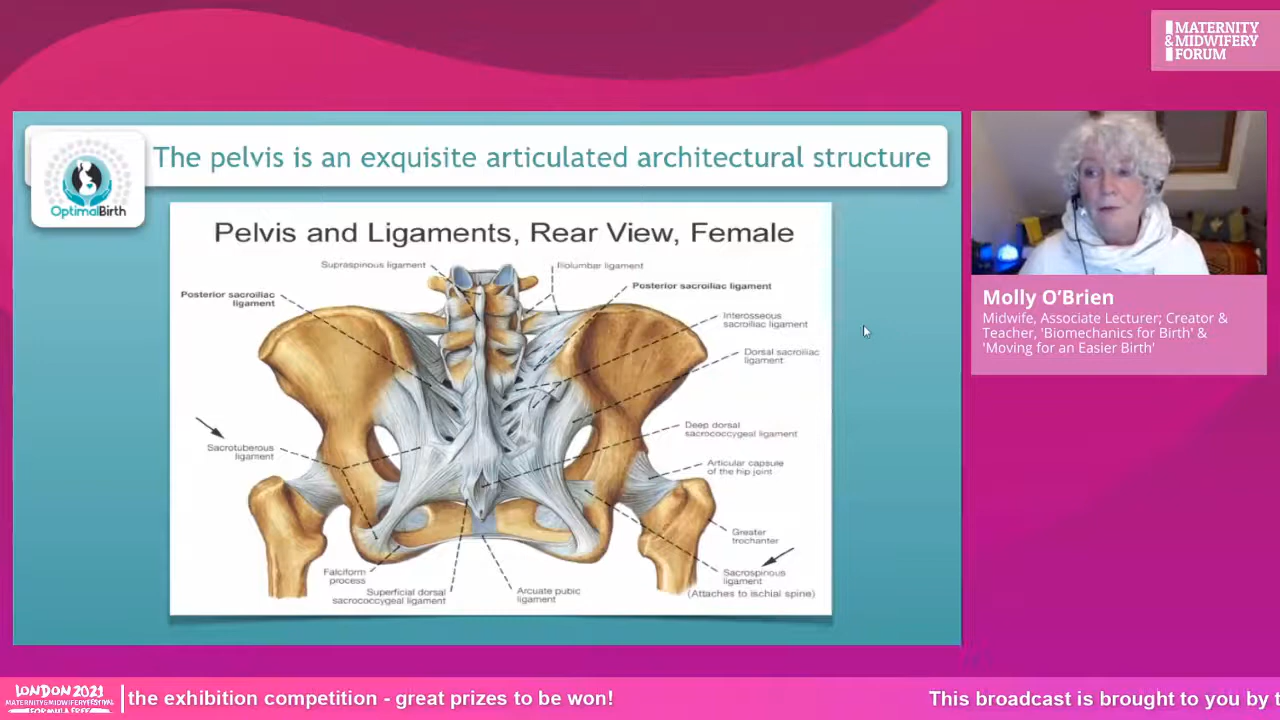 MATERNITY
&MIDWIFERY
FORUM
The pelvis is an exquisite articulated architectural structure
OptimalBirth
Pelvis and Ligaments, Rear View, Female
Supraspinous ligament
Iliolumbar ligament
Posterior sacroiliac
ligament
Posterior sacroiliac ligament
Interosseous
sacroiliac ligament
Dorsal sacroiliac
ligament
Deep dorsal
sacrococcygeal ligament
Sacrotuberous
ligament
Articular capsule
of the hip joint
Greater
trochanter
Falciform
process
Sacrospinous
ligament
(Attaches to ischial spine)
Superficial dorsal
sacrococcygeal ligament
Arcuate pubic
ligament
Molly O'Brien
Midwife, Associate Lecturer; Creator &
Teacher, 'Biomechanics for Birth' &
'Moving for an Easier Birth'
LONDON 2021
MATERNITY&MIDWIFERY FESTIVAL
FORMULA FREE
the exhibition competition - great prizes to be won!
This broadcast is brought to you by t